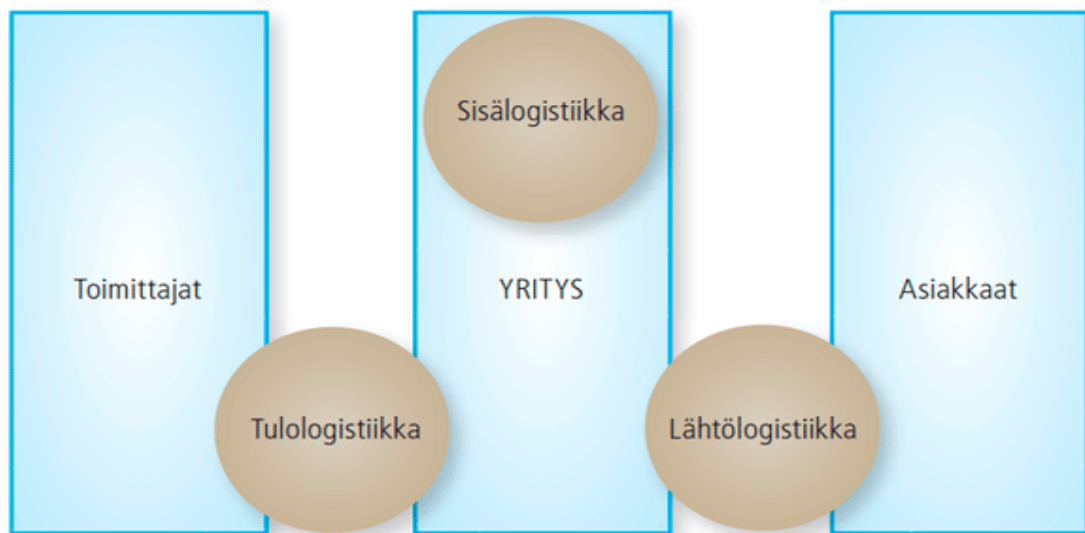 Sisälogistiikka
Toimittajat
YRITYS
Asiakkaat
Tulologistiikka
Lähtölogistiikka